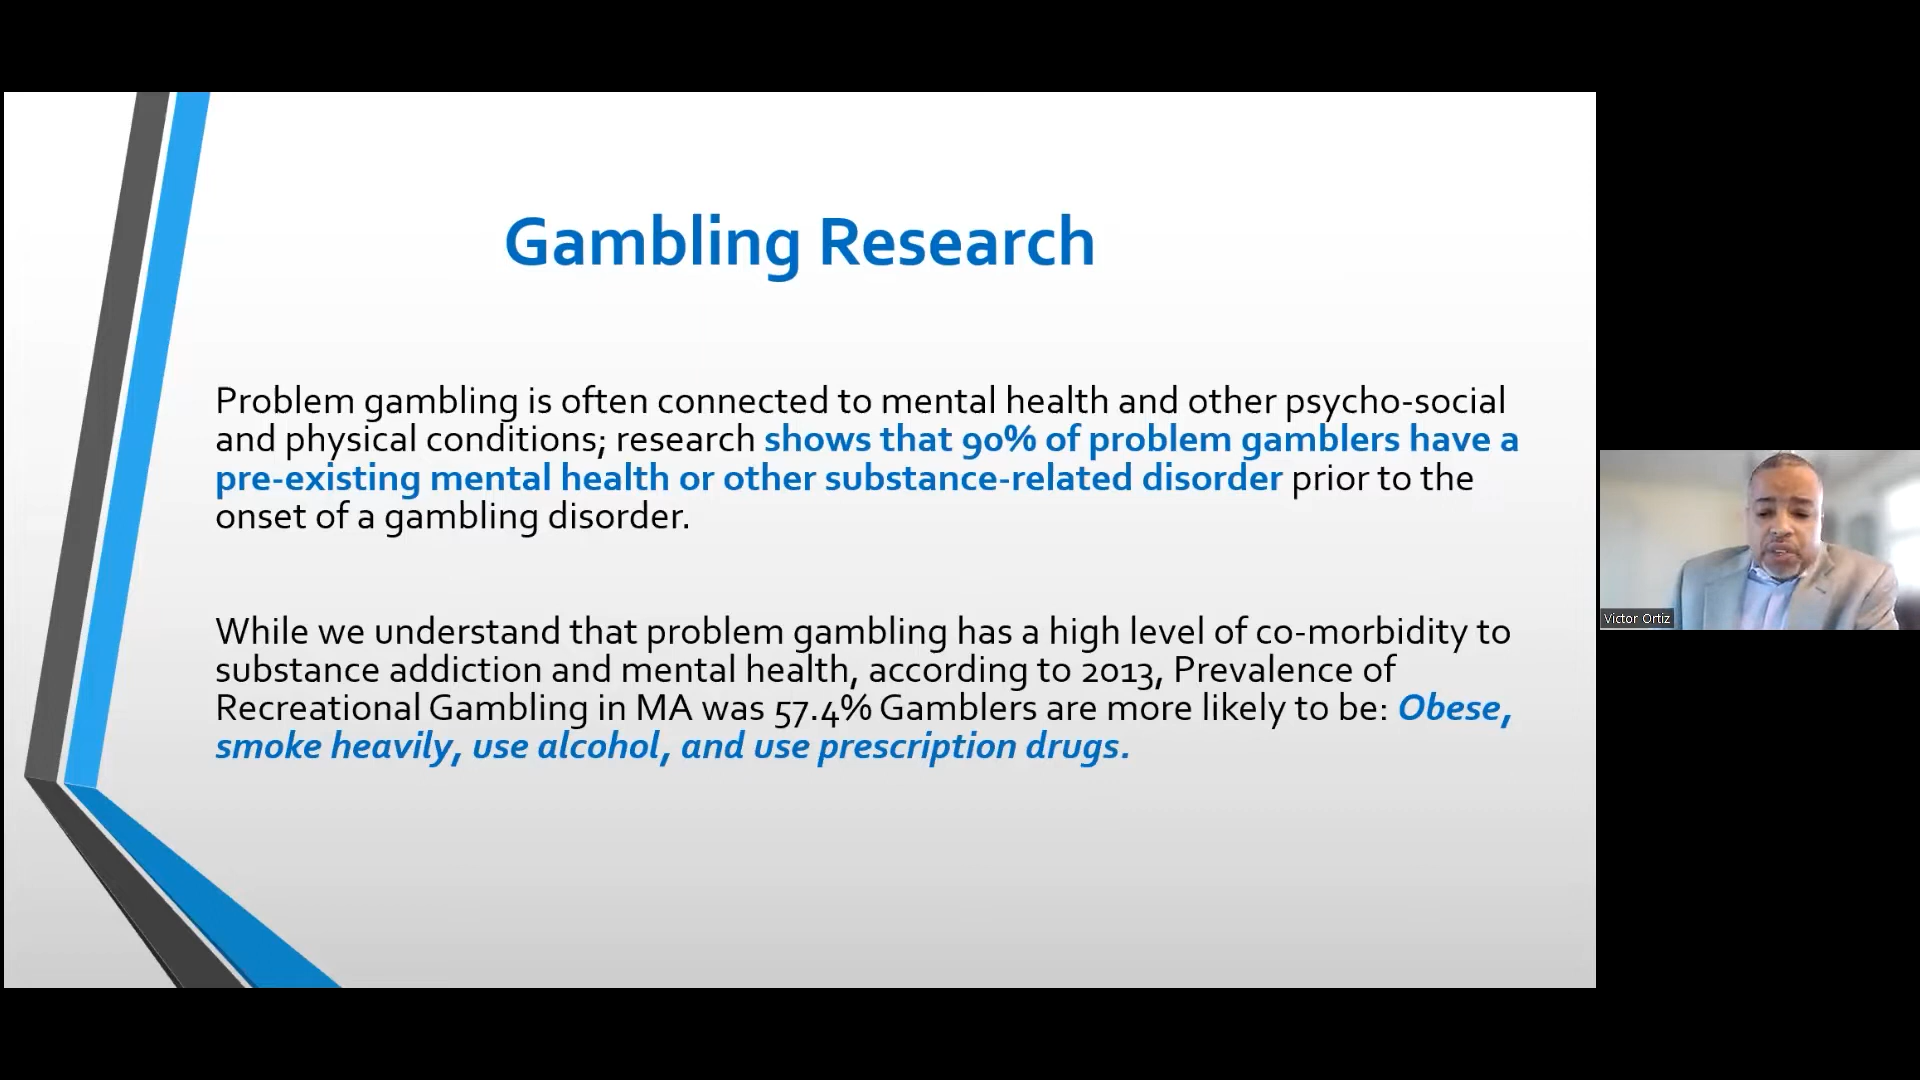 Gambling Research
Problem gambling is often connected to mental health and other psycho-social
and physical conditions; research shows that 90% of problem gamblers have a
pre-existing mental health or other substance-related disorder prior to the
onset of a gambling disorder.
While we understand that problem gambling has a high level of co-morbidity to
substance addiction and mental health, according to 2013, Prevalence of
Recreational Gambling in MA was 57.4% Gamblers are more likely to be: Obese,
smoke heavily, use alcohol, and use prescription drugs.
Victor Ortiz